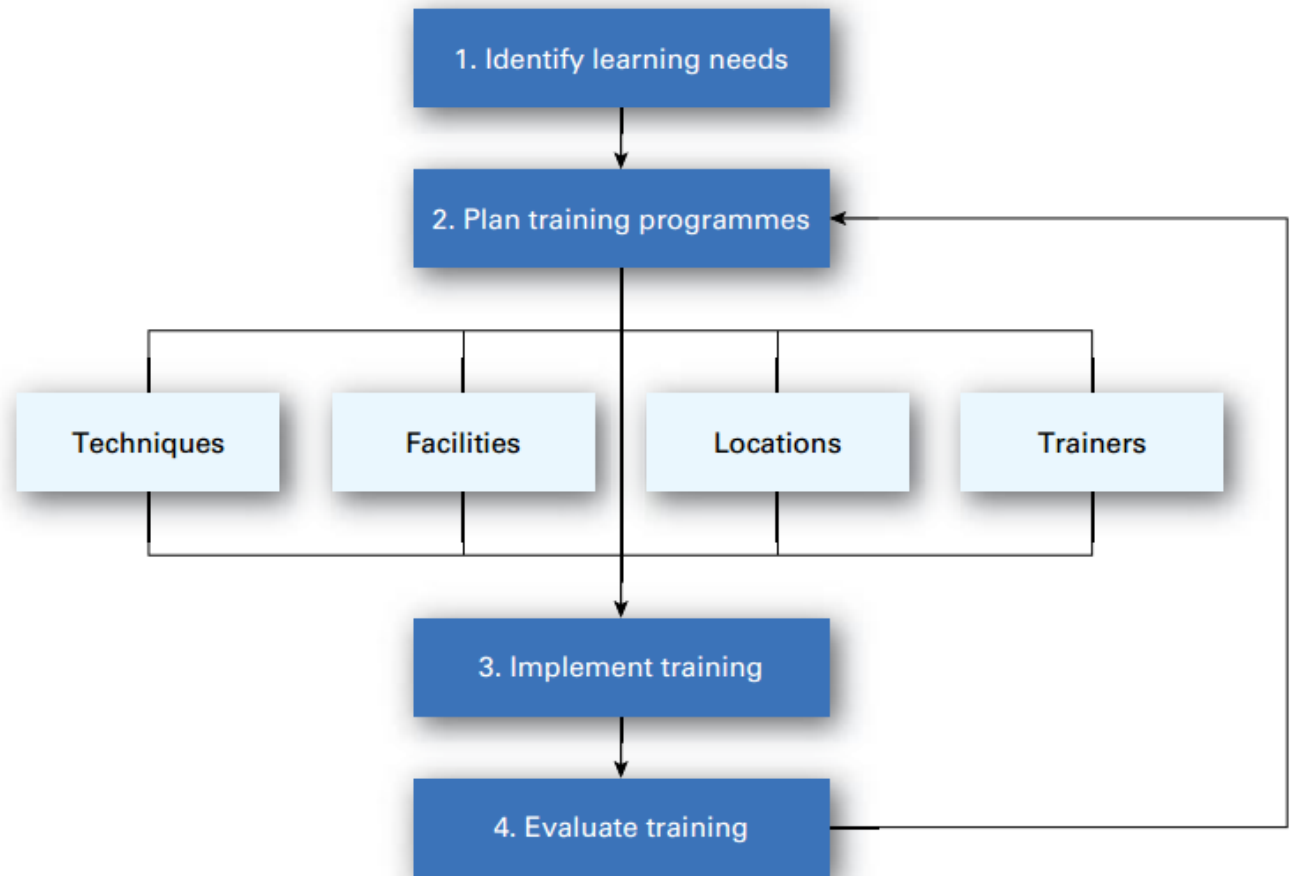 1. Identify learning needs
2. Plan training programmes
Techniques
Facilities
Locations
Trainers
3. Implement training
4. Evaluate training